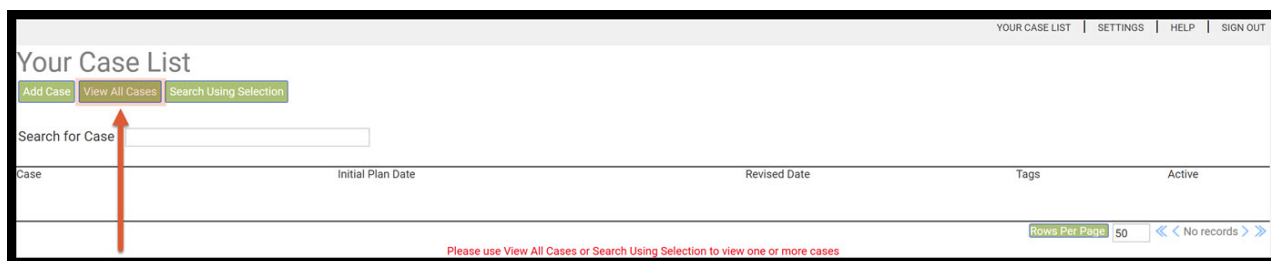 YOUR CASE LIST | SETTINGS | HELP | SIGN OUT
Your Case List
Add Case View All Cases Search Using Selection
Search for Case
Case Initial Plan Date Revised Date Tags Active
Rows Per Page 50 No records
Please use View All Cases or Search Using Selection to view one or more cases